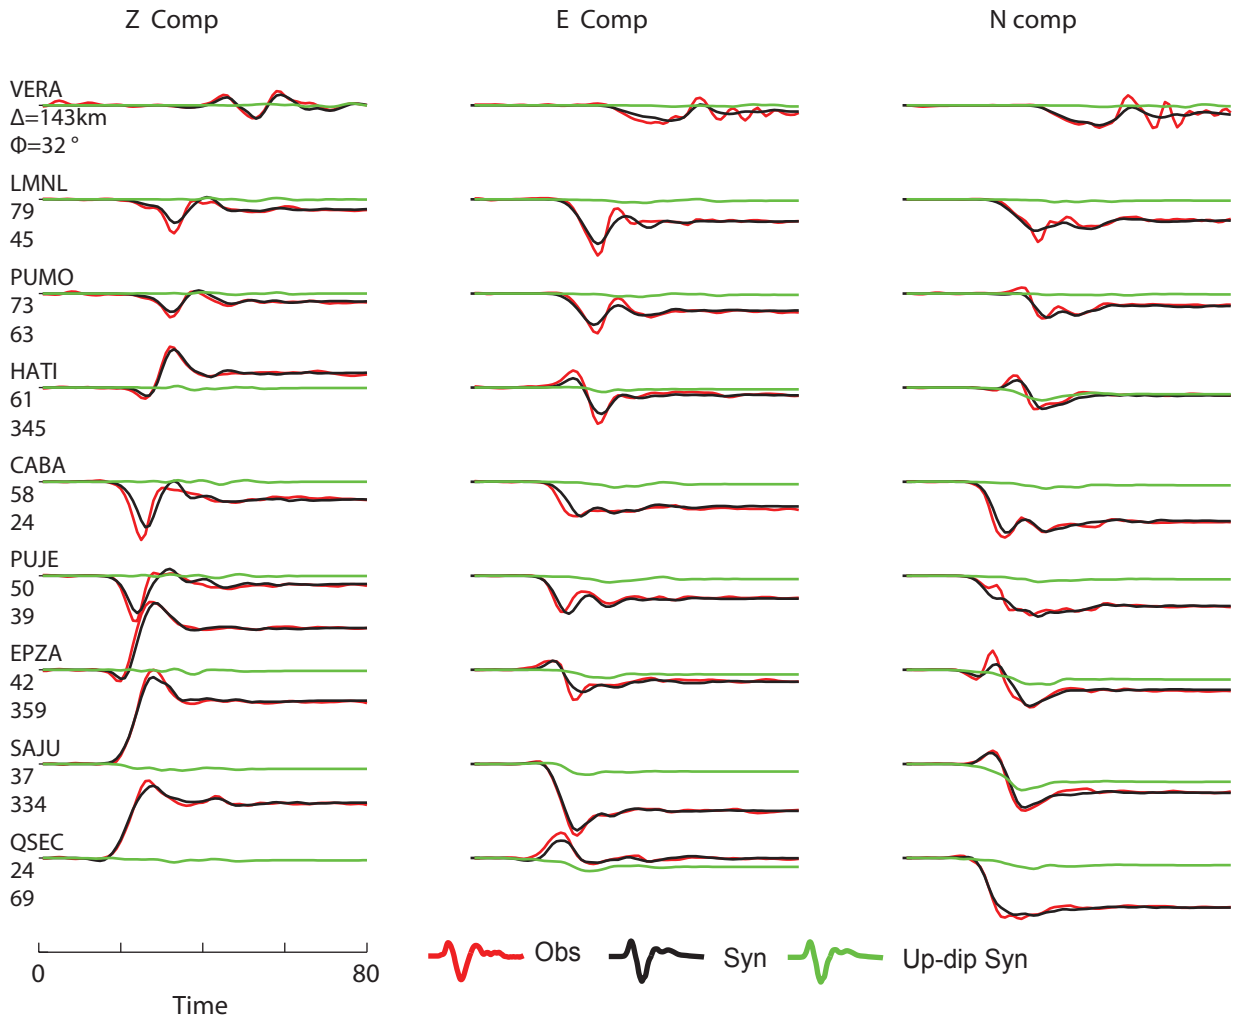 Z Comp
E Comp
N comp
VERA
Δ=143km
Φ=32 °
LMNL
79
45
PUMO
73
63
HATI
61
345
CABA
58
24
PUJE
50
39
EPZA
42
359
SAJU
37
334
QSEC
24
69
0
80
Time
Obs
Syn
Up-dip Syn